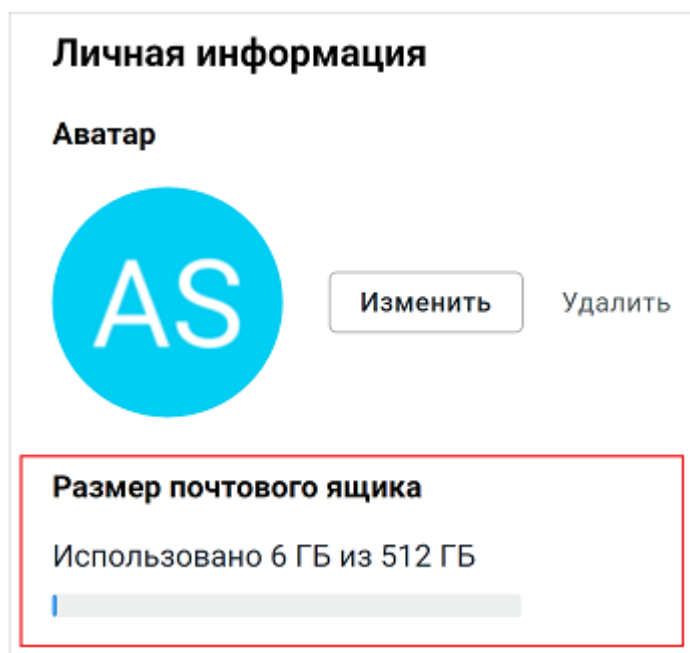 Личная информация
Аватар
AS
Изменить
Удалить
Размер почтового ящика
Использовано 6 ГБ из 512 ГБ